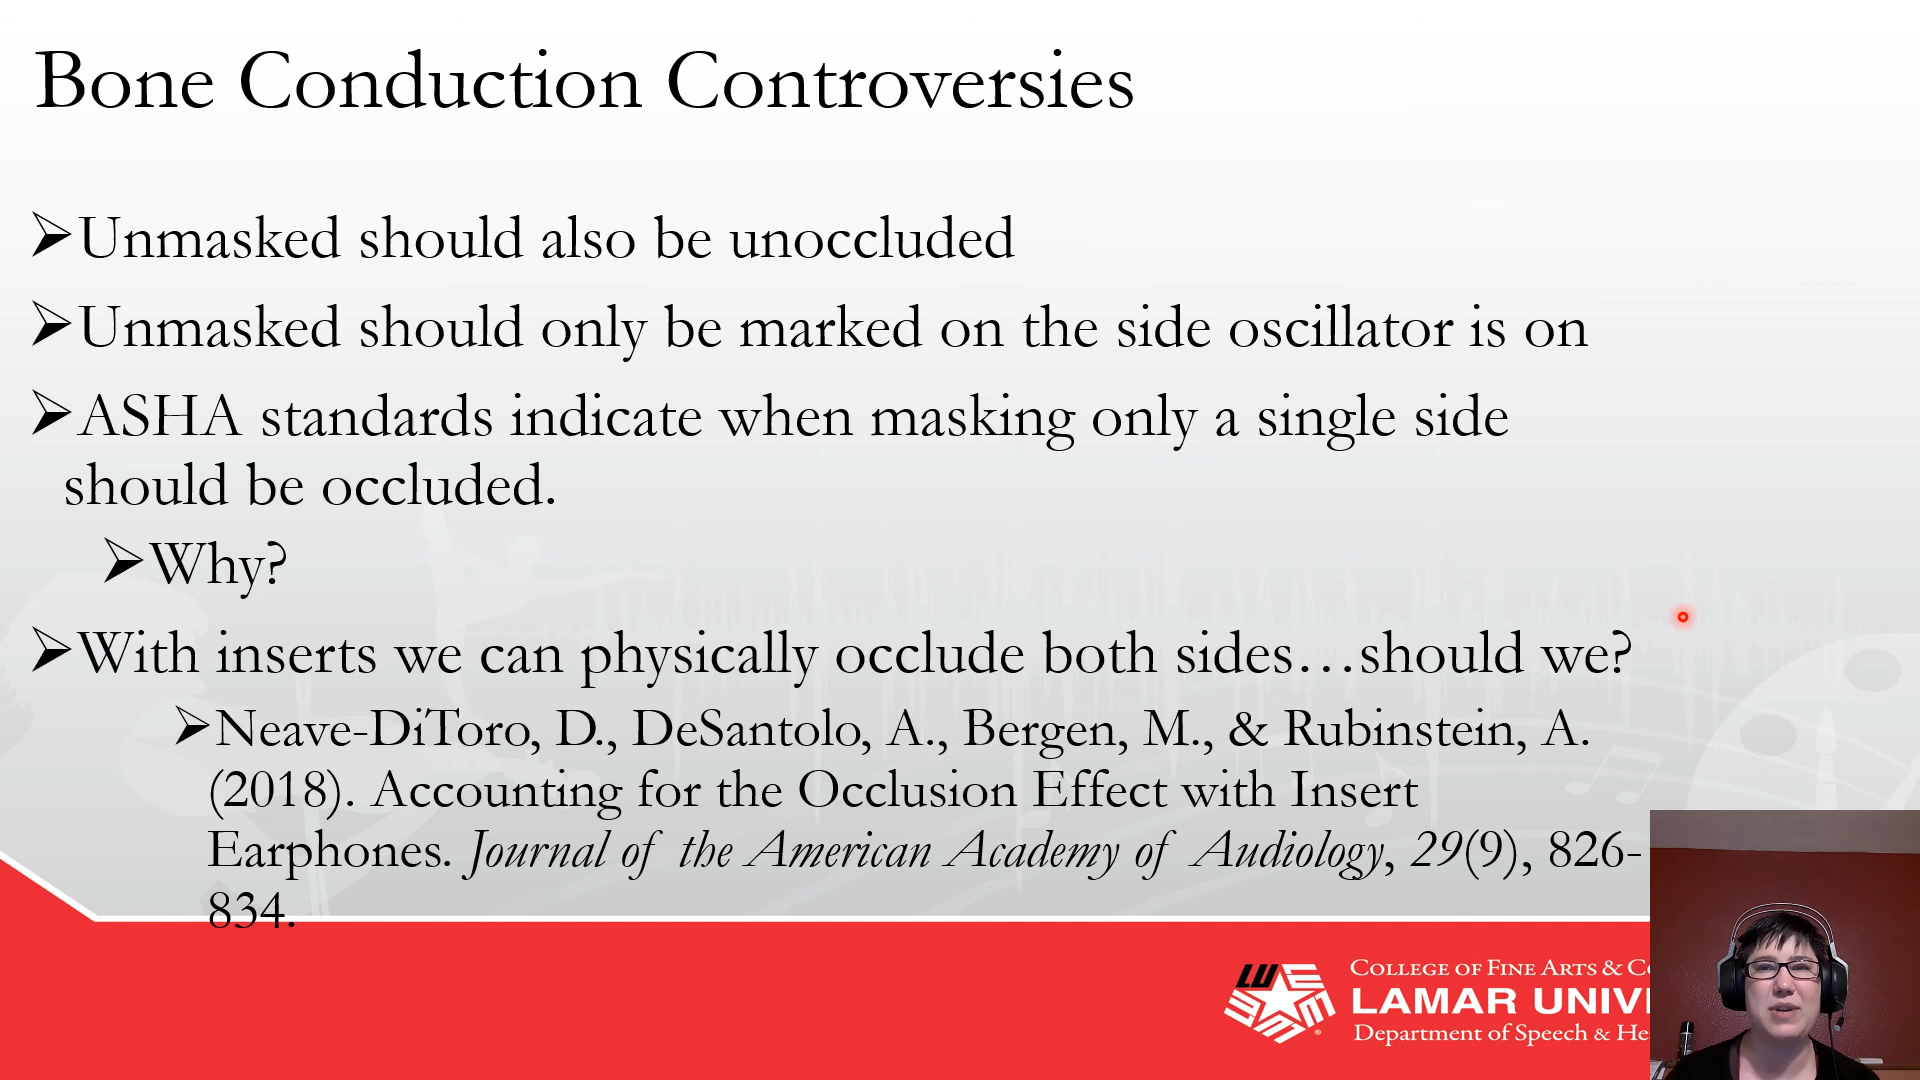 Bone Conduction Controversies
➢Unmasked should also be unoccluded
➢Unmasked should only be marked on the side oscillator is on
➢ASHA standards indicate when masking only a single side
should be occluded.
➢Why?
➢With inserts we can physically occlude both sides…should we?
➢Neave-DiToro, D., DeSantolo, A., Bergen, M., & Rubinstein, A.
(2018). Accounting for the Occlusion Effect with Insert
Earphones. Journal of the American Academy of Audiology, 29(9), 826-
834.
COLLEGE OF FINE ARTS &
LAMAR
Department of Speech &